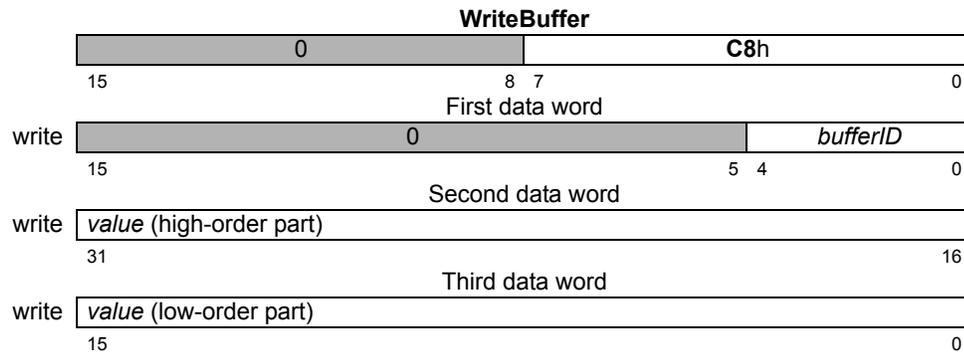 WriteBuffer
0 C8h
15 8 7 0
First data word
write 0 bufferID
15 5 4 0
Second data word
write value (high-order part)
31 16
Third data word
write value (low-order part)
15 0